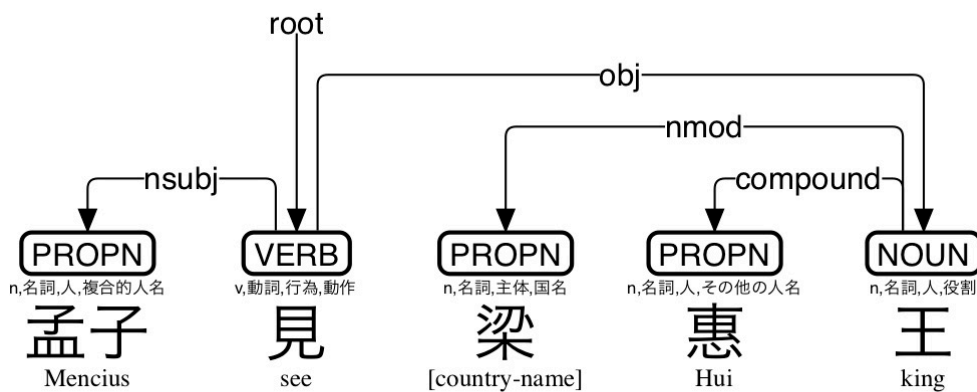 root
obj
nmod
nsubj compound
PROPN VERB PROPN PROPN NOUN
n,名詞,人,複合的人名 v,動詞,行為,動作 n,名詞,主体,国名 n,名詞,人,その他の人名 n,名詞,人,役割
孟子 見 梁 惠 王
Mencius see [country-name] Hui king